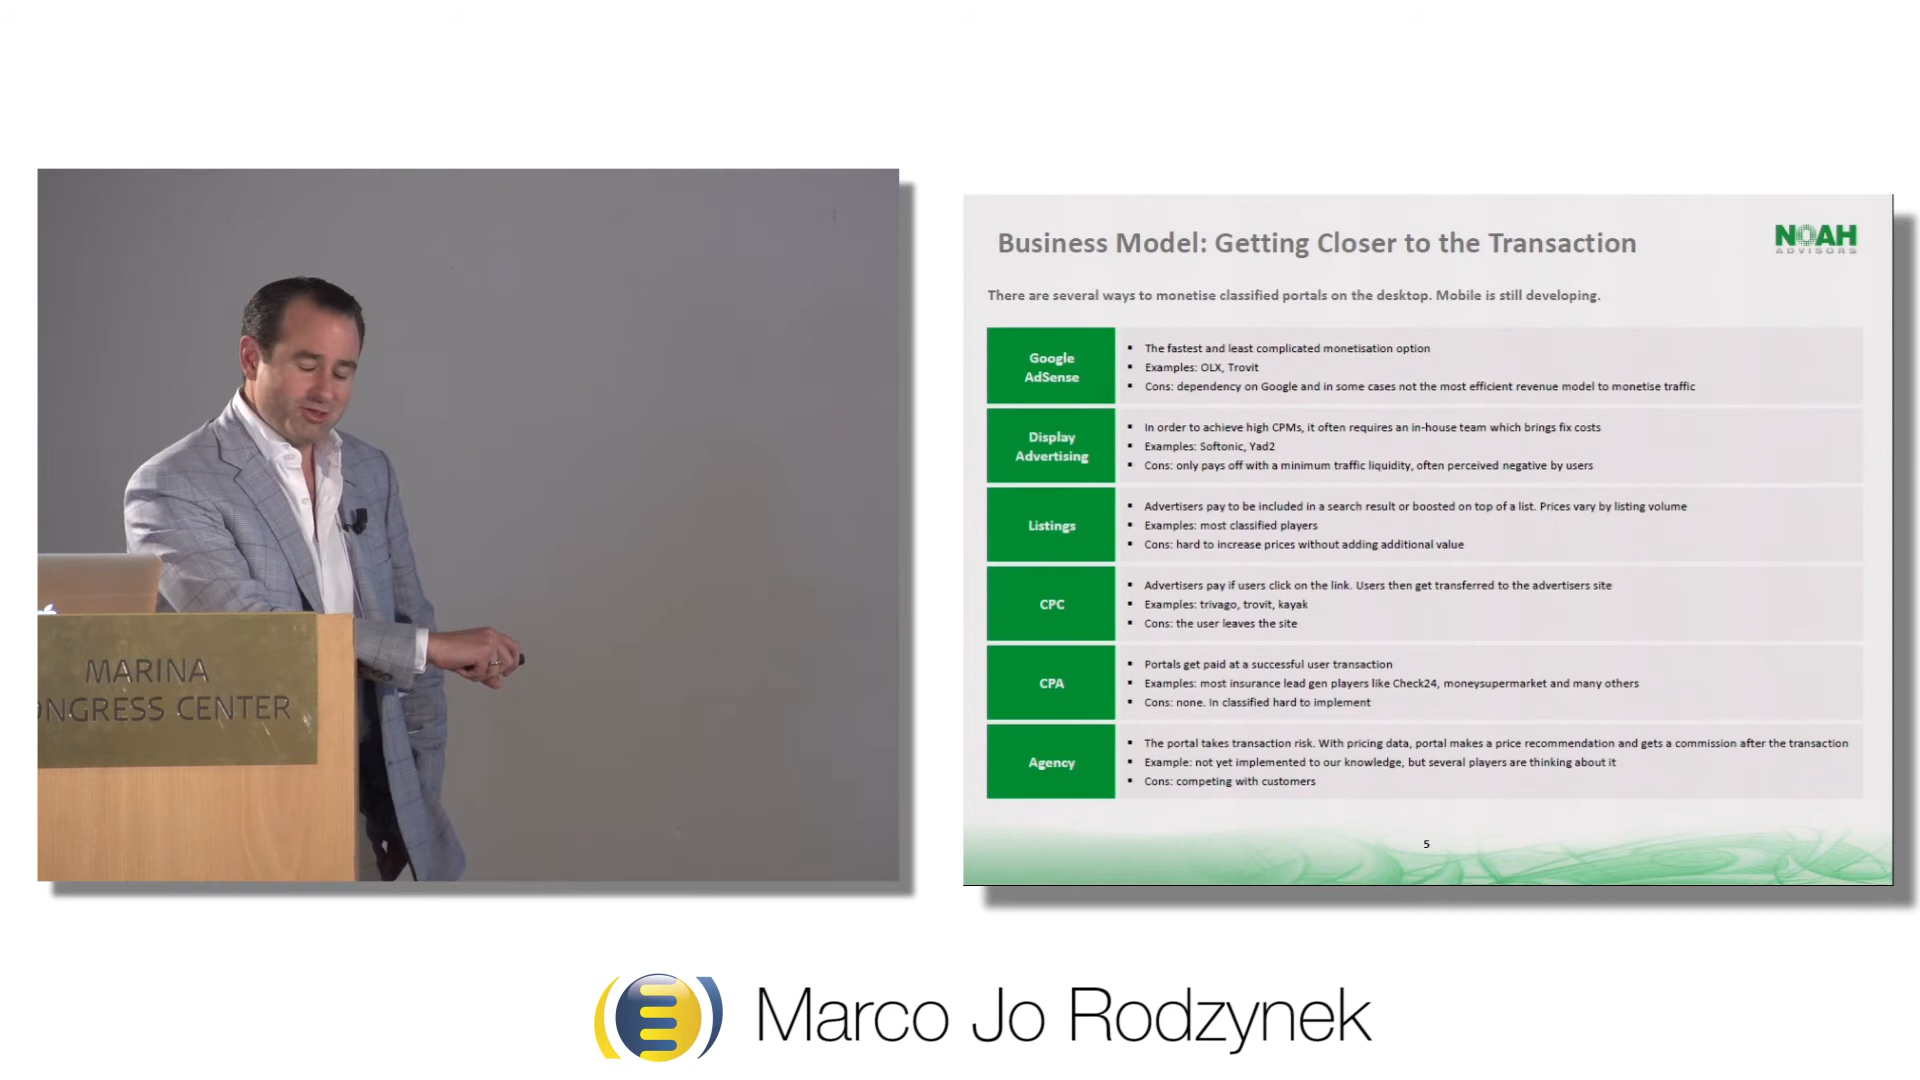 MARINA
NGRESS CENTER
Business Model: Getting Closer to the Transaction
NOAH
ADVISORS
There are several ways to monetise classified portals on the desktop. Mobile is still developing.
Google
AdSense
▪ The fastest and least complicated monetisation option
▪ Examples: OLX, Trovit
▪ Cons: dependency on Google and in some cases not the most efficient revenue model to monetise traffic
Display
Advertising
▪ In order to achieve high CPMs, it often requires an in-house team which brings fix costs
▪ Examples: Softonic, Yad2
▪ Cons: only pays off with a minimum traffic liquidity, often perceived negative by users
Listings
▪ Advertisers pay to be included in a search result or boosted on top of a list. Prices vary by listing volume
▪ Examples: most classified players
▪ Cons: hard to increase prices without adding additional value
CPC
▪ Advertisers pay if users click on the link. Users then get transferred to the advertisers site
▪ Examples: trivago, trovit, kayak
▪ Cons: the user leaves the site
CPA
▪ Portals get paid at a successful user transaction
▪ Examples: most insurance lead gen players like Check24, moneysupermarket and many others
▪ Cons: none. In classified hard to implement
Agency
▪ The portal takes transaction risk. With pricing data, portal makes a price recommendation and gets a commission after the transaction
▪ Example: not yet implemented to our knowledge, but several players are thinking about it
▪ Cons: competing with customers
5
Marco Jo Rodzynek